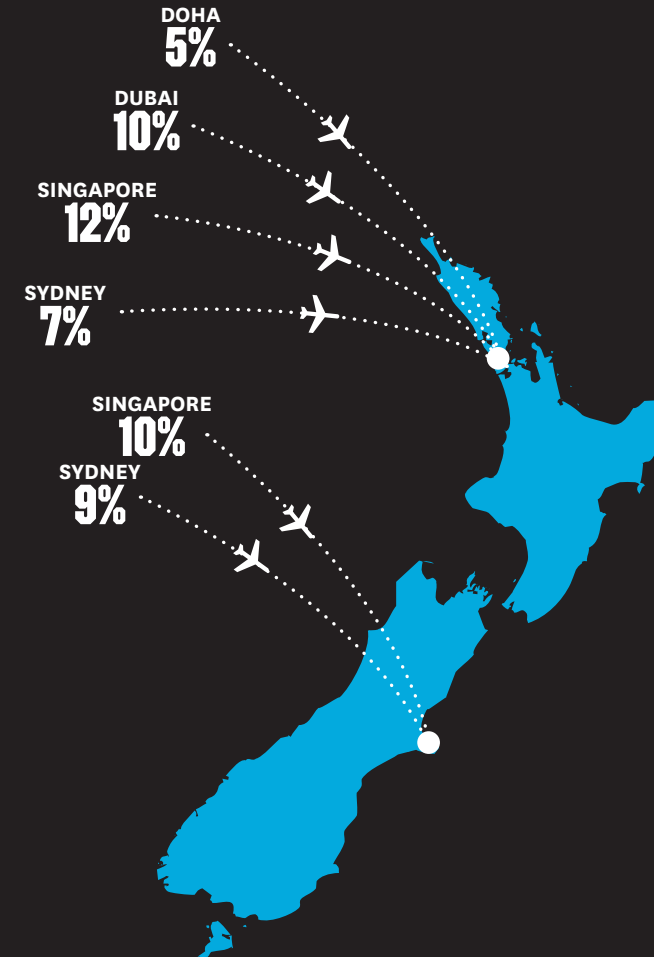 DOHA
5%
DUBAI
10%
SINGAPORE
12%
SYDNEY
7%
SINGAPORE
10%
SYDNEY
9%